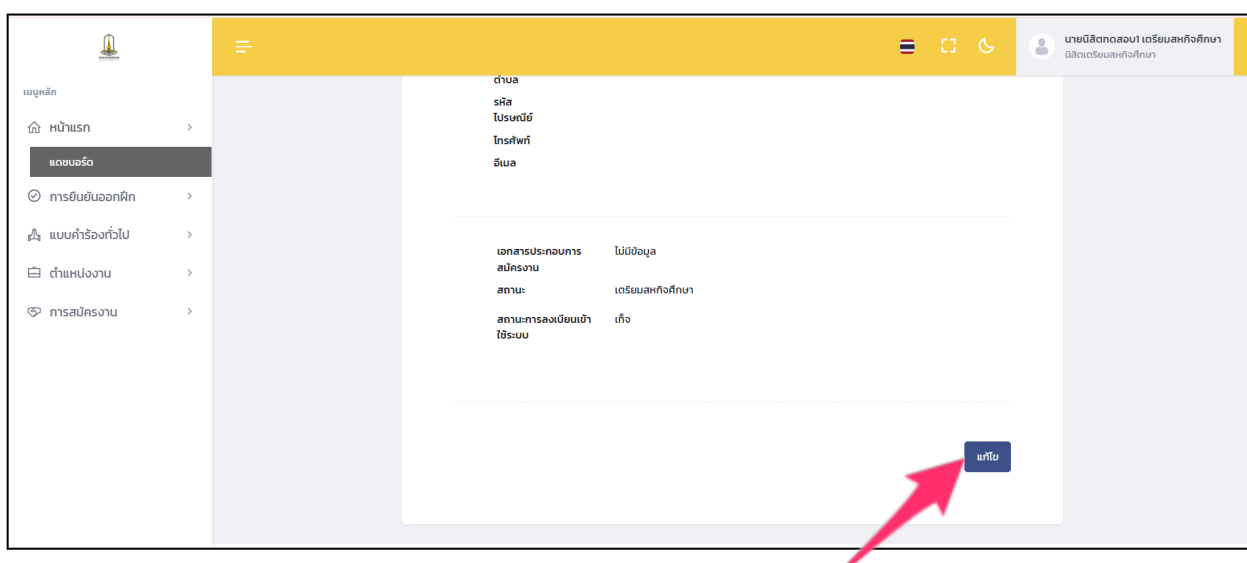 นายนิสิตทดสอบ1 เตรียมสหกิจศึกษา
นิสิตเตรียมสหกิจศึกษา
เมนูหลัก
หน้าแรก
แดชบอร์ด
การยืนยันออกฝึก
แบบคำร้องทั่วไป
ตำแหน่งงาน
การสมัครงาน
ตำบล
รหัส
ไปรษณีย์
โทรศัพท์
อีเมล
เอกสารประกอบการ ไม่มีข้อมูล
สมัครงาน
สถานะ เตรียมสหกิจศึกษา
สถานะการลงเบียนเข้า เท็จ
ใช้ระบบ
แก้ไข